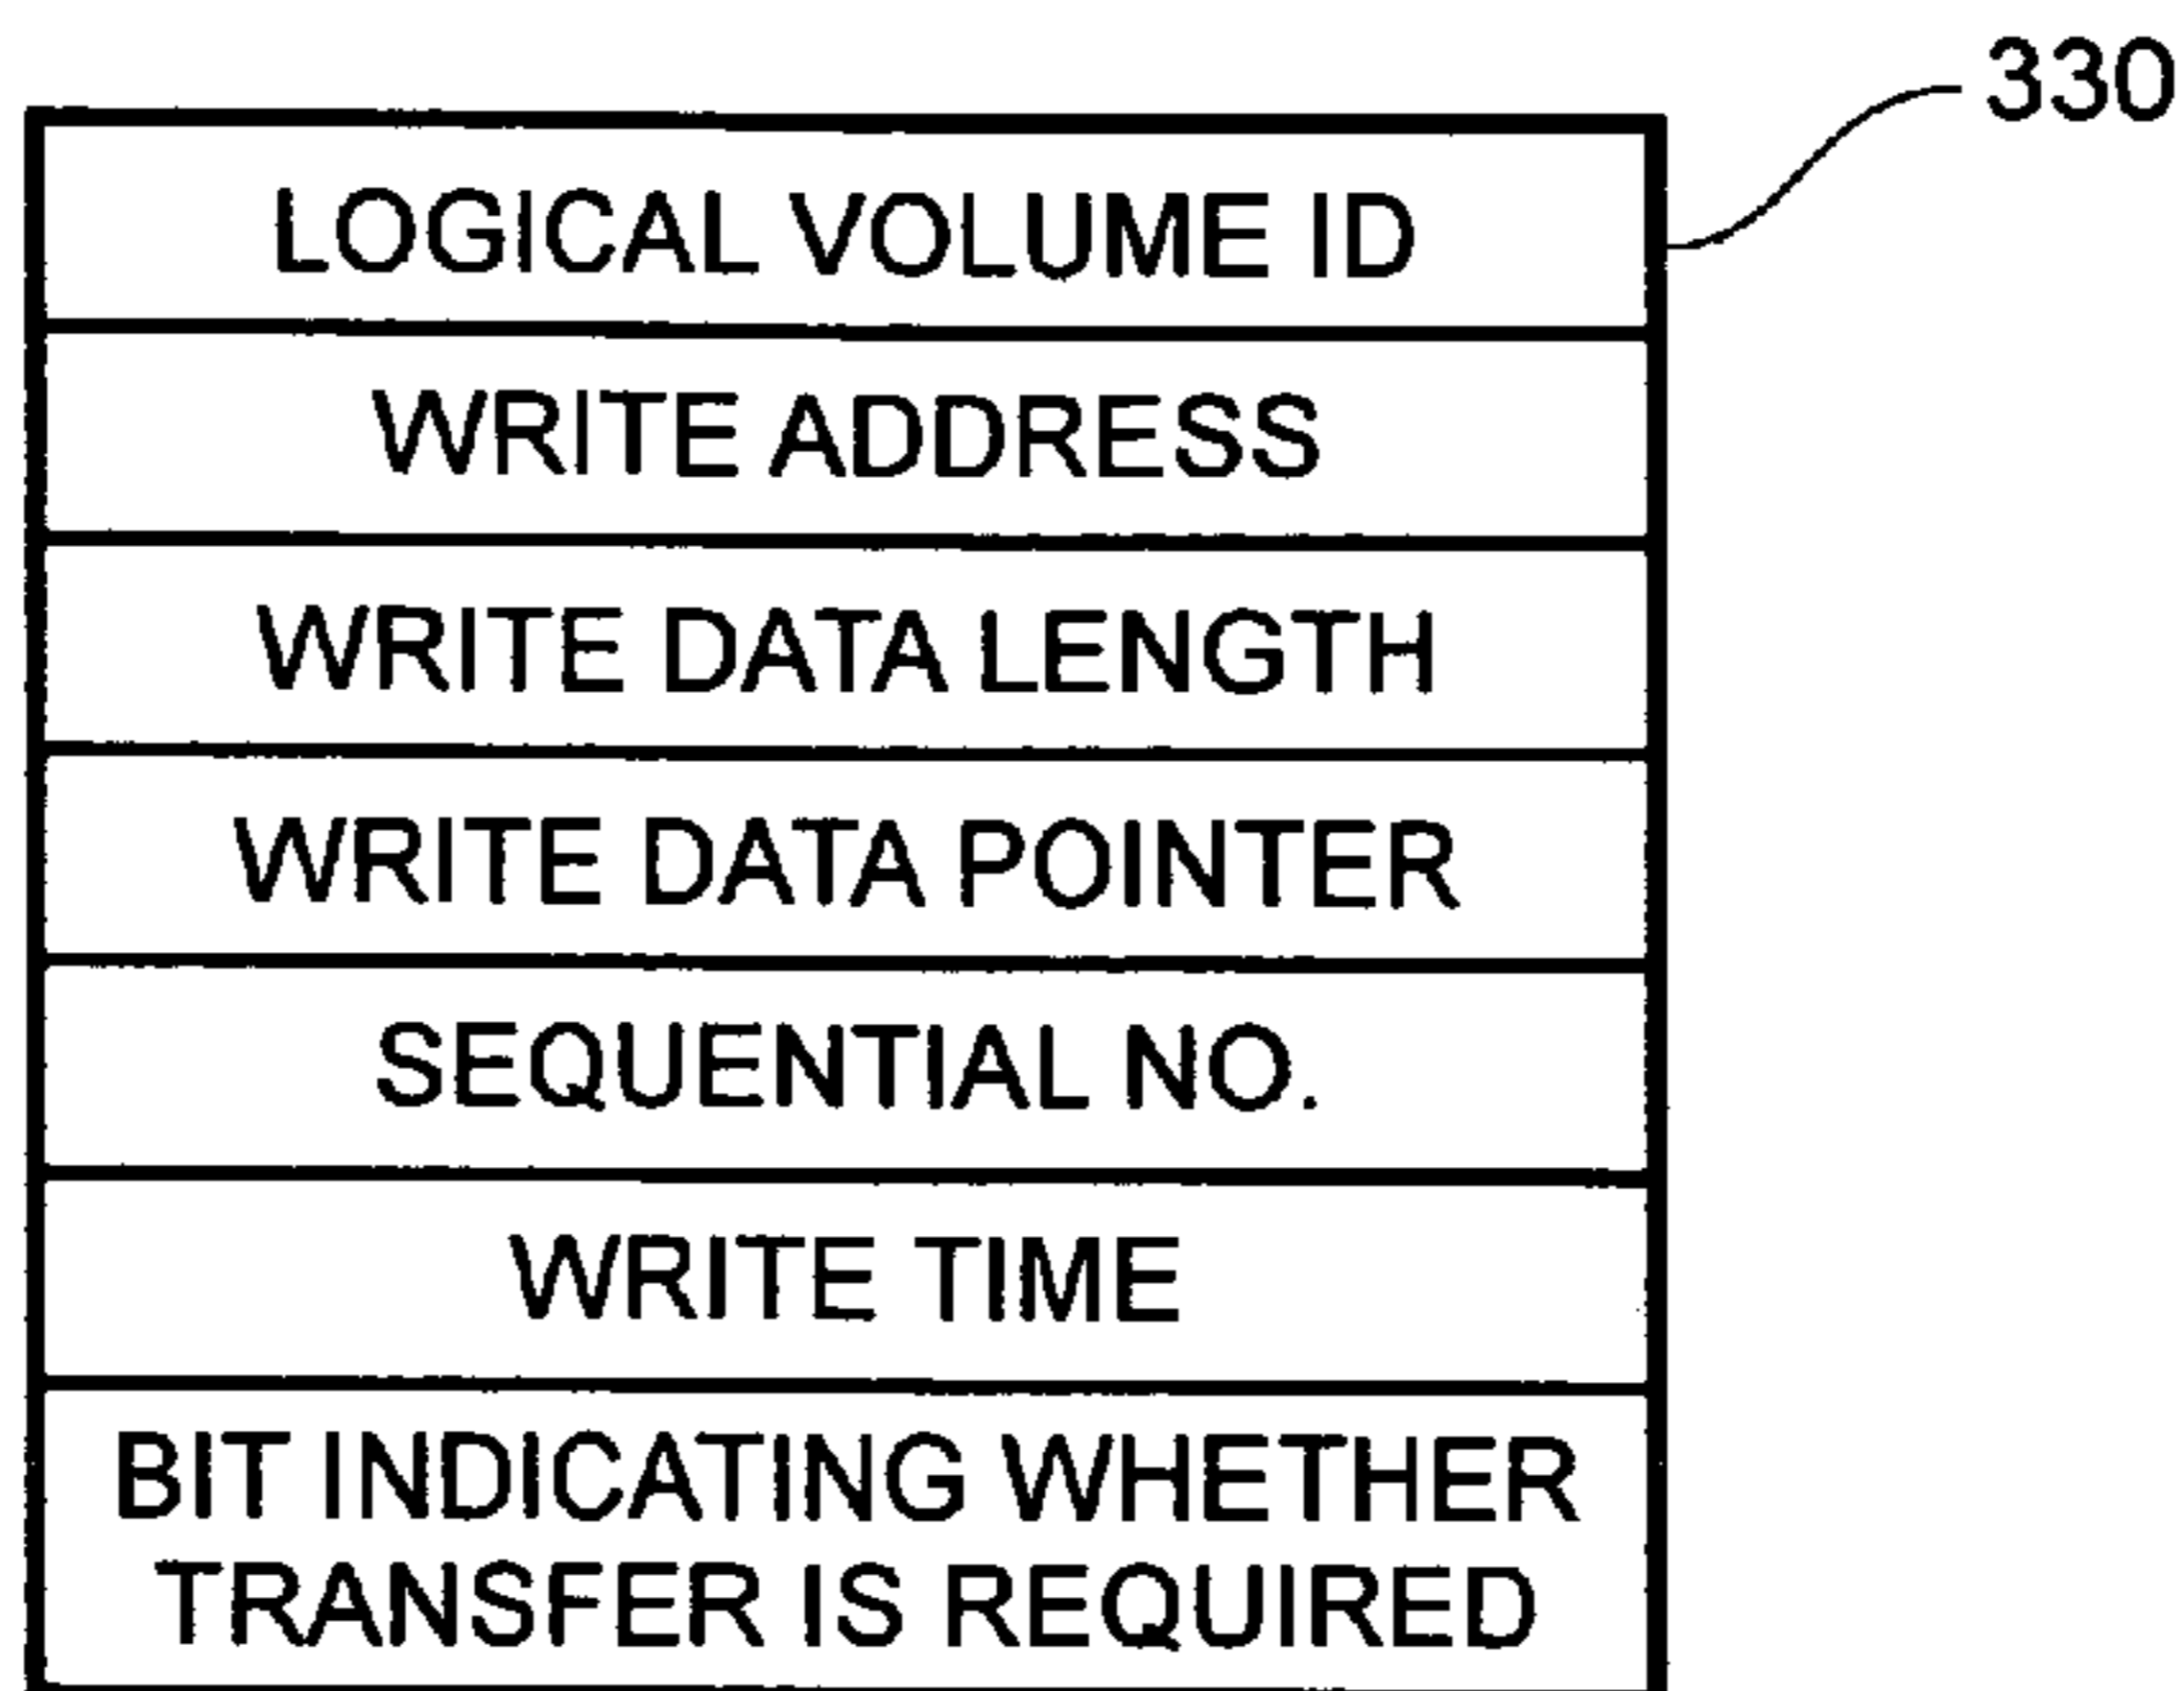 330
LOGICAL VOLUME ID
WRITE ADDRESS
WRITE DATA LENGTH
WRITE DATA POINTER
SEQUENTIAL NO.
WRITE TIME
BIT INDICATING WHETHER
TRANSFER IS REQUIRED